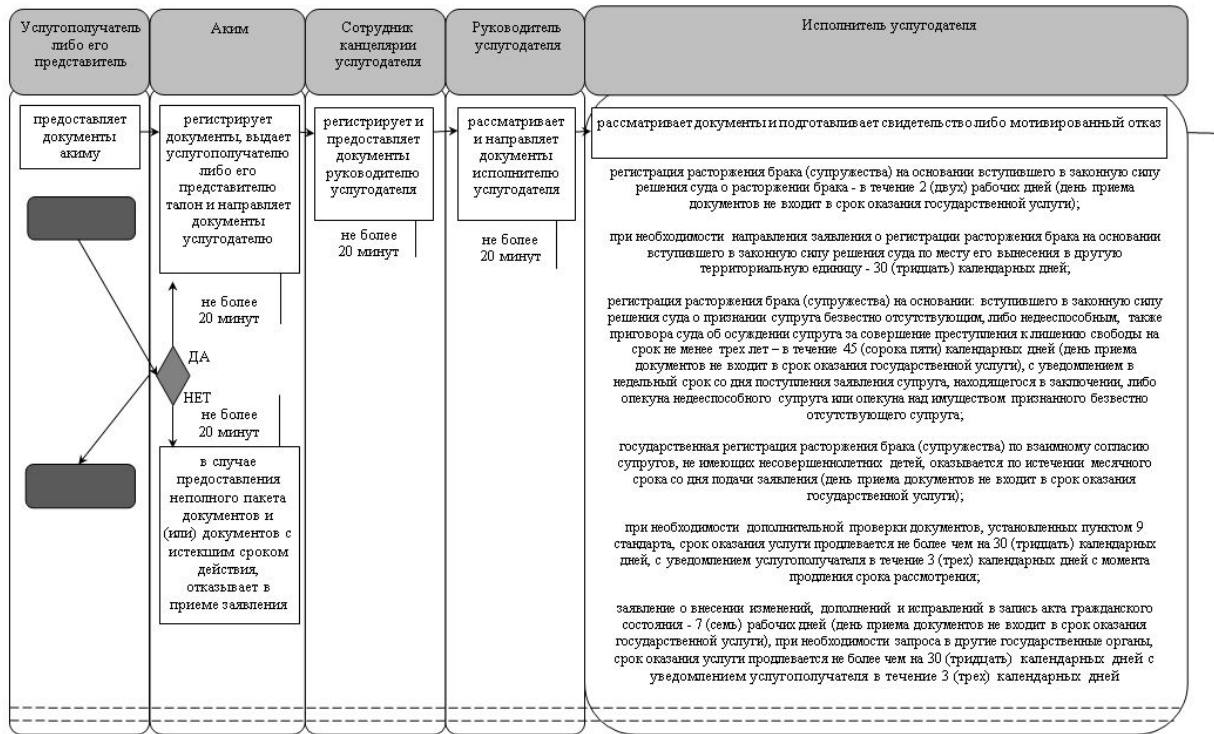 Услугополучатель
либо его
представитель
Аким
Сотрудник
канцелярии
услугодателя
Руководитель
услугодателя
Исполнитель услугодателя
предоставляет
документы
акиму
регистрирует
документы, выдает
услугополучателю
либо его
представителю
талон и направляет
документы
услугодателю
не более
20 минут
ДА
НЕТ
не более
20 минут
в случае
предоставления
неполного пакета
документов и
(или) документов с
истекшим сроком
действия,
отказывает в
приеме заявления
регистрирует и
предоставляет
документы
руководителю
услугодателя
не более
20 минут
рассматривает
и направляет
документы
исполнителю
услугодателя
не более
20 минут
рассматривает документы и подготавливает свидетельство либо мотивированный отказ
регистрация расторжения брака (супружества) на основании вступившего в законную силу
решения суда о расторжении брака - в течение 2 (двух) рабочих дней (день приема
документов не входит в срок оказания государственной услуги);
при необходимости направления заявления о регистрации расторжения брака на основании
вступившего в законную силу решения суда по месту его вынесения в другую
территориальную единицу - 30 (тридцать) календарных дней;
регистрация расторжения брака (супружества) на основании: вступившего в законную силу
решения суда о признании супруга безвестно отсутствующим, либо недееспособным, также
приговора суда об осуждении супруга за совершение преступления к лишению свободы на
срок не менее трех лет – в течение 45 (сорока пяти) календарных дней (день приема
документов не входит в срок оказания государственной услуги), с уведомлением в
недельный срок со дня поступления заявления супруга, находящегося в заключении, либо
опекуна недееспособного супруга или опекуна над имуществом признанного безвестно
отсутствующего супруга;
государственная регистрация расторжения брака (супружества) по взаимному согласию
супругов, не имеющих несовершеннолетних детей, оказывается по истечении месячного
срока со дня подачи заявления (день приема документов не входит в срок оказания
государственной услуги);
при необходимости дополнительной проверки документов, установленных пунктом 9
стандарта, срок оказания услуги продлевается не более чем на 30 (тридцать) календарных
дней, с уведомлением услугополучателя в течение 3 (трех) календарных дней с момента
продления срока рассмотрения;
заявление о внесении изменений, дополнений и исправлений в запись акта гражданского
состояния - 7 (семь) рабочих дней (день приема документов не входит в срок оказания
государственной услуги), при необходимости запроса в другие государственные органы,
срок оказания услуги продлевается не более чем на 30 (тридцать) календарных дней с
уведомлением услугополучателя в течение 3 (трех) календарных дней